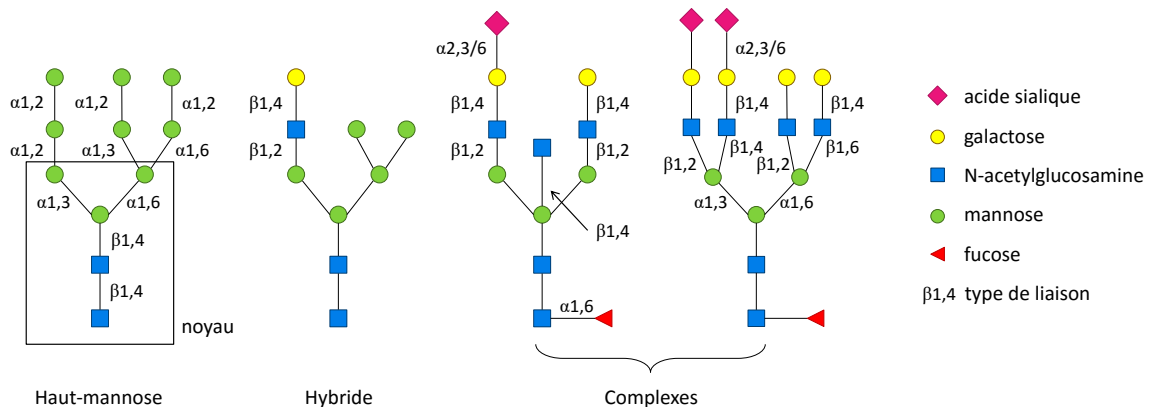 α2,3/6
α2,3/6
α1,2
α1,2
α1,2
β1,4
β1,4
β1,4
β1,4
β1,4
α1,2
α1,3
α1,6
β1,2
β1,2
β1,2
β1,2
β1,4
β1,2
β1,6
α1,3
α1,6
α1,3
α1,6
β1,4
β1,4
β1,4
α1,6
noyau
acide sialique
galactose
N-acetylglucosamine
mannose
fucose
β1,4 type de liaison
Haut-mannose
Hybride
Complexes